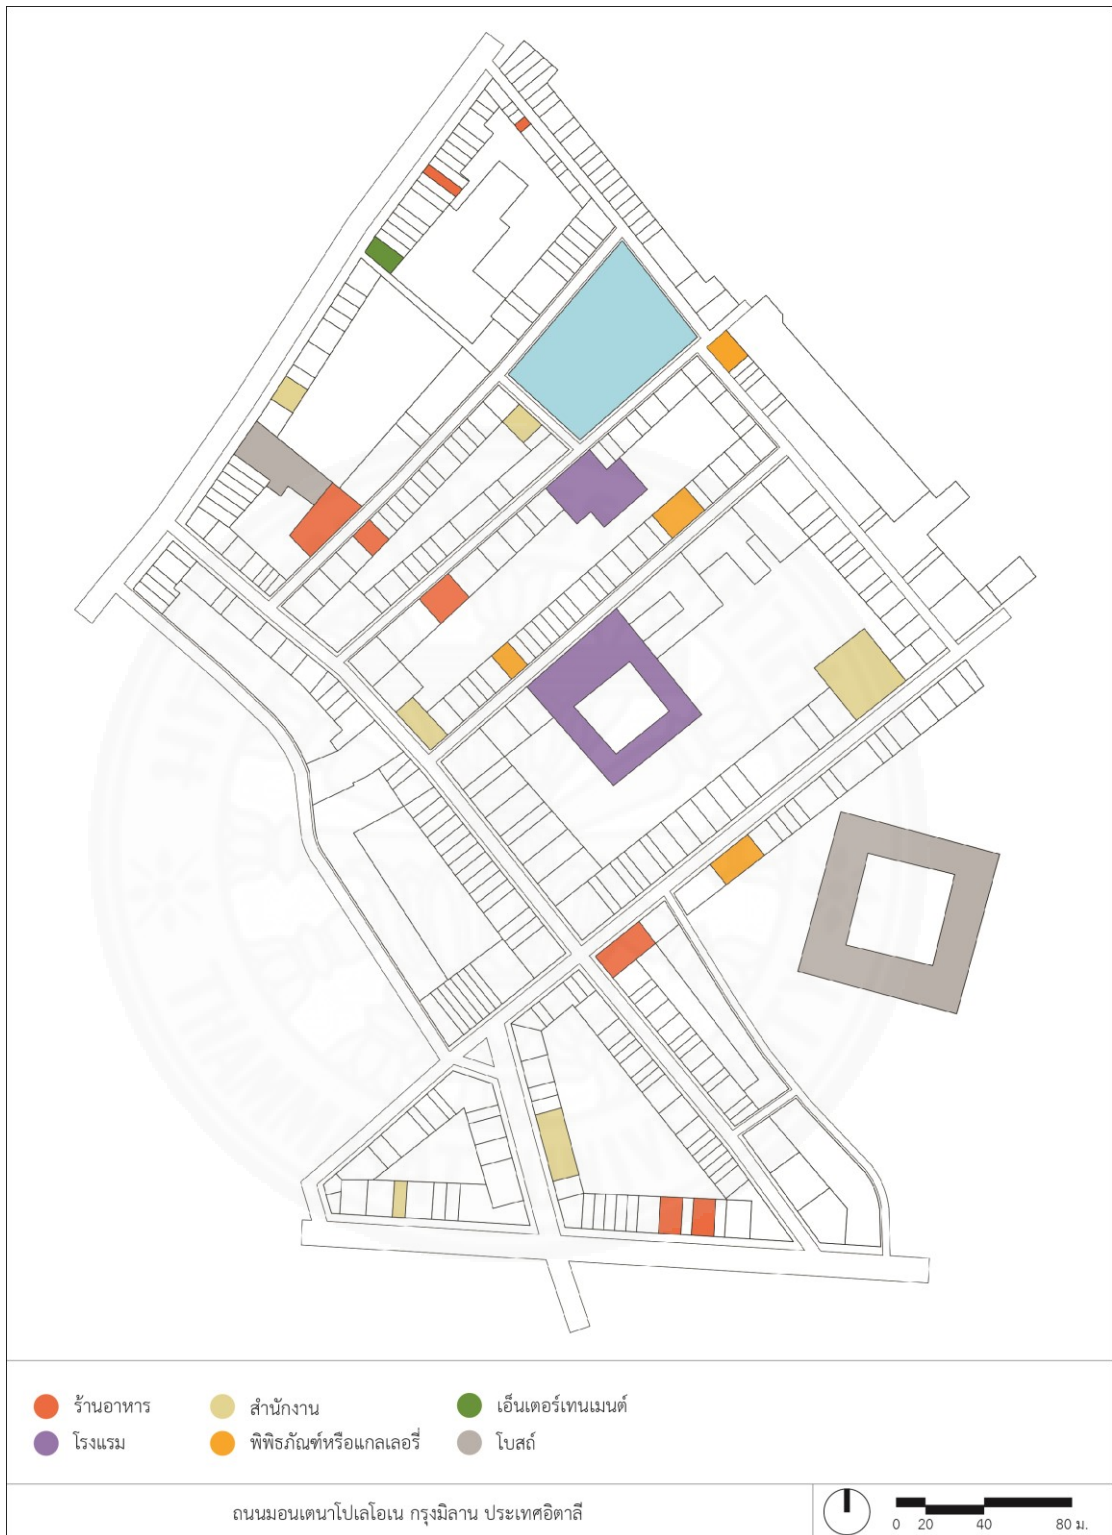 ร้านอาหาร
สำนักงาน
เอ็นเตอร์เทนเมนต์
โรงแรม
พิพิธภัณฑ์หรือแกลเลอรี่
โบสถ์
ถนนมอนเตนาโปเลโอเน กรุงมิลาน ประเทศอิตาลี
0 20 40 80 ม.